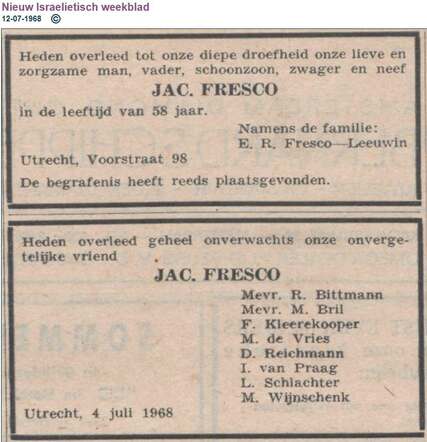 Nieuw Israelietisch weekblad
12-07-1968 ©
Heden overleed tot onze diepe droefheid onze lieve en
zorgzame man, vader, schoonzoon, zwager en neef
JAC. FRESCO
in de leeftijd van 58 jaar.
Namens de familie:
E. R. Fresco—Leeuwin
Utrecht, Voorstraat 98
De begrafenis heeft reeds plaatsgevonden.
Heden overleed geheel onverwachts onze onverge-
telijke vriend
JAC. FRESCO
Mevr. R. Bittmann
Mevr. M. Bril
F. Kleerekooper
M. de Vries
D. Reichmann
I. van Praag
L. Schlachter
M. Wijnschenk
Utrecht, 4 juli 1968